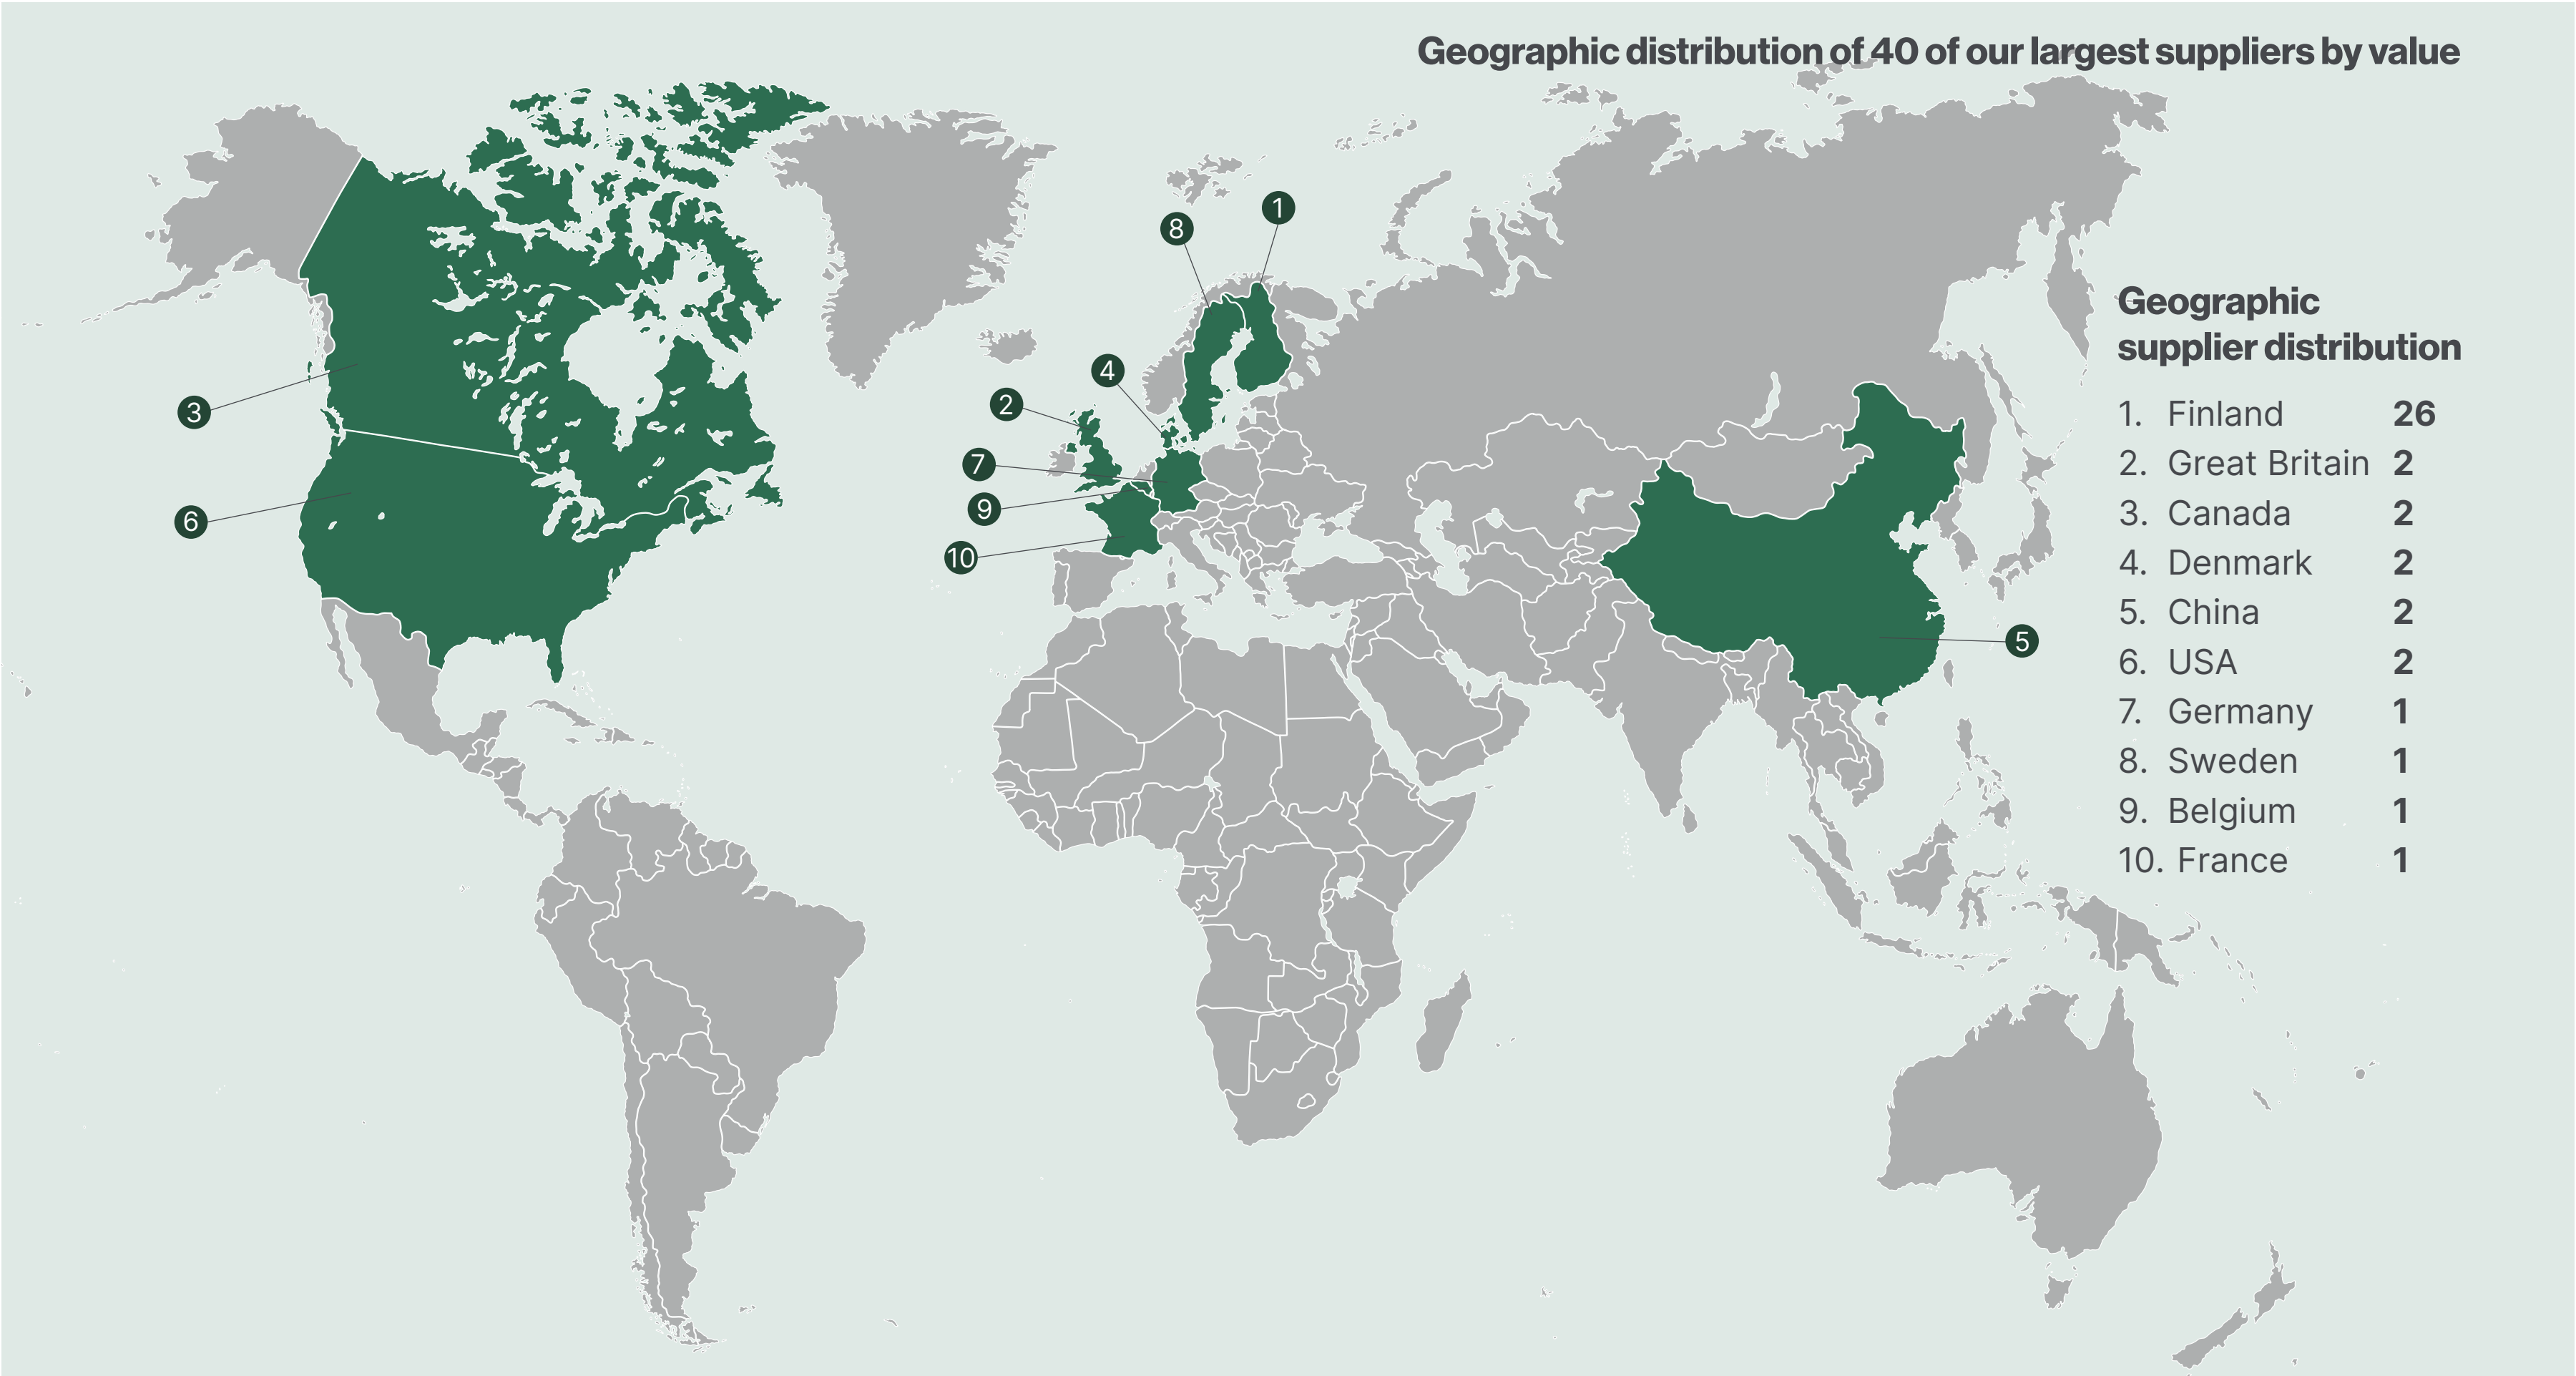 Geographic distribution of 40 of our largest suppliers by value
1
8
4
2
3
7
9
6
10
5
Geographic
supplier distribution
1. Finland 26
2. Great Britain 2
3. Canada 2
4. Denmark 2
5. China 2
6. USA 2
7. Germany 1
8. Sweden 1
9. Belgium 1
10. France 1